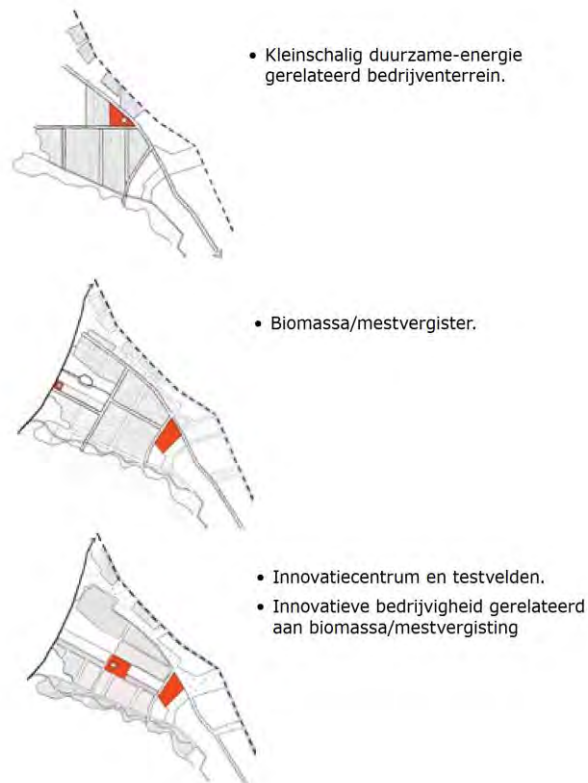 • Kleinschalig duurzame-energie
gerelateerd bedrijventerrein.
• Biomassa/mestvergister.
• Innovatiecentrum en testvelden.
• Innovatieve bedrijvigheid gerelateerd
aan biomassa/mestvergisting